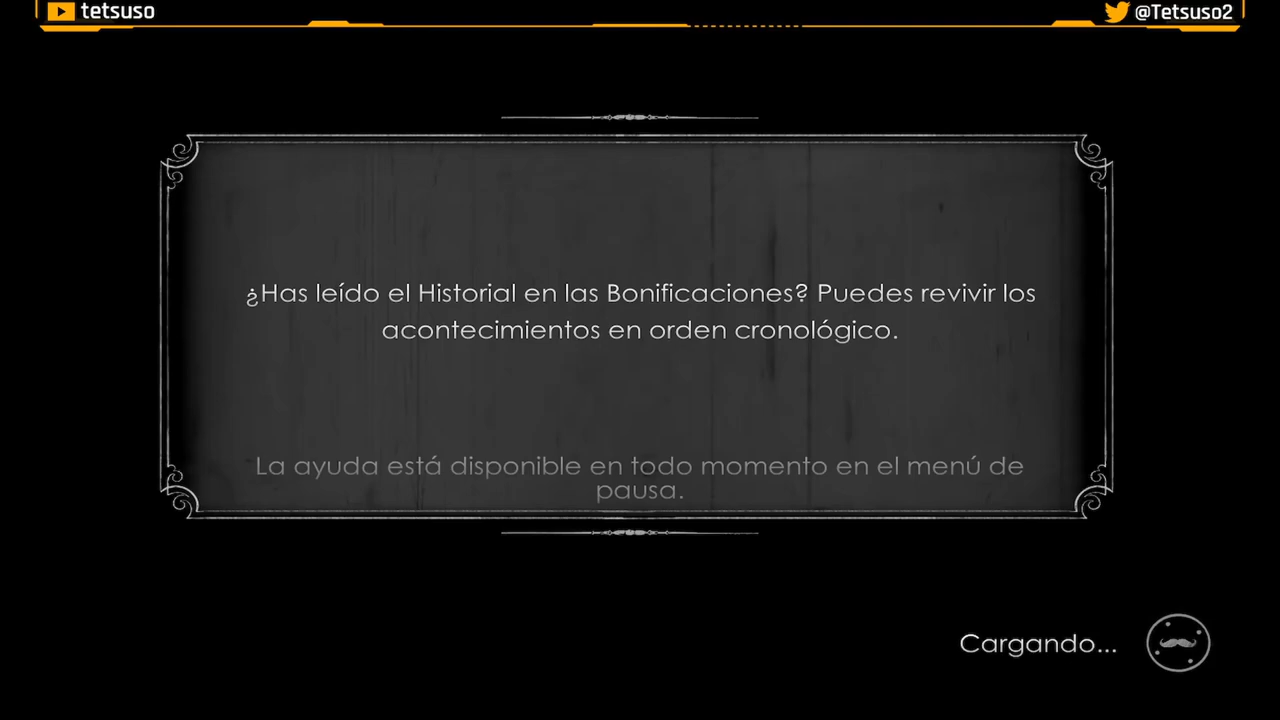 tetsuso
@Tetsuso2
¿Has leído el Historial en las Bonificaciones? Puedes revivir los
acontecimientos en orden cronológico.
La ayuda está disponible en todo momento en el menú de
pausa.
Cargando...